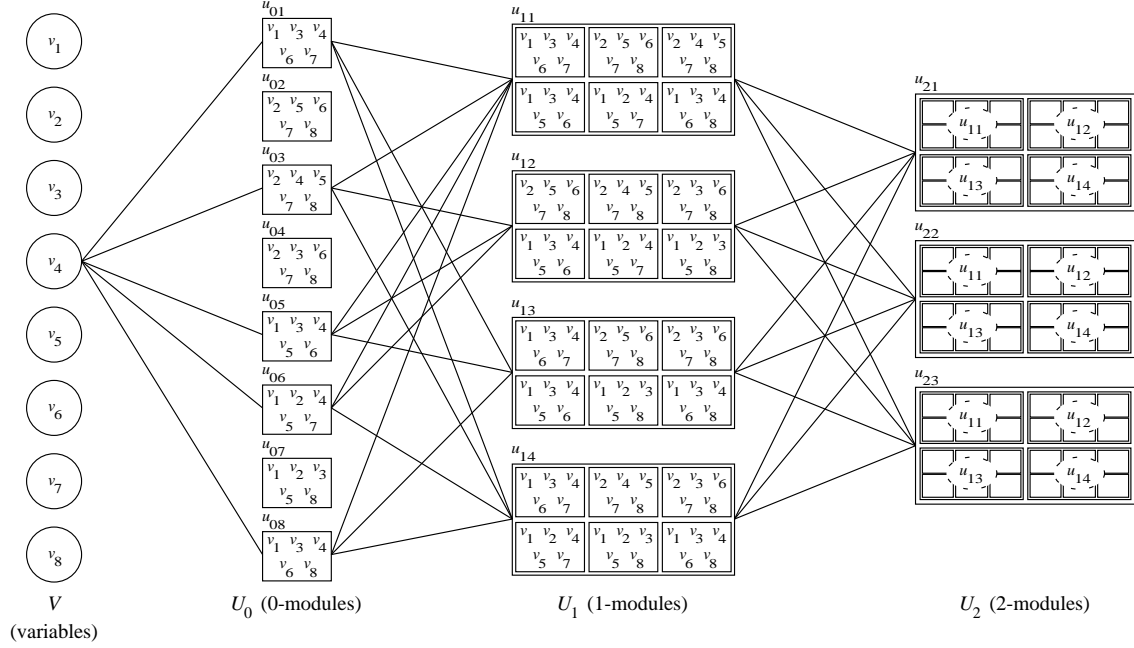 v1
v2
v3
v4
v5
v6
v7
v8
V
(variables)
u01
v1 v3 v4
v6 v7
u02
v2 v5 v6
v7 v8
u03
v2 v4 v5
v7 v8
u04
v2 v3 v6
v7 v8
u05
v1 v3 v4
v5 v6
u06
v1 v2 v4
v5 v7
u07
v1 v2 v3
v5 v8
u08
v1 v3 v4
v6 v8
U0 (0-modules)
u11
v1 v3 v4 v2 v5 v6 v2 v4 v5
v6 v7 v7 v8 v7 v8
v1 v3 v4 v1 v2 v4 v1 v3 v4
v5 v6 v5 v7 v6 v8
u12
v2 v5 v6 v2 v4 v5 v2 v3 v6
v7 v8 v7 v8 v7 v8
v1 v3 v4 v1 v2 v4 v1 v2 v3
v5 v6 v5 v7 v5 v8
u13
v1 v3 v4 v2 v5 v6 v2 v3 v6
v6 v7 v7 v8 v7 v8
v1 v3 v4 v1 v2 v3 v1 v3 v4
v5 v6 v5 v8 v6 v8
u14
v1 v3 v4 v2 v4 v5 v2 v3 v6
v6 v7 v7 v8 v7 v8
v1 v2 v4 v1 v2 v3 v1 v3 v4
v5 v7 v5 v8 v6 v8
U1 (1-modules)
u21
u11 u12
u13 u14
u22
u11 u12
u13 u14
u23
u11 u12
u13 u14
U2 (2-modules)